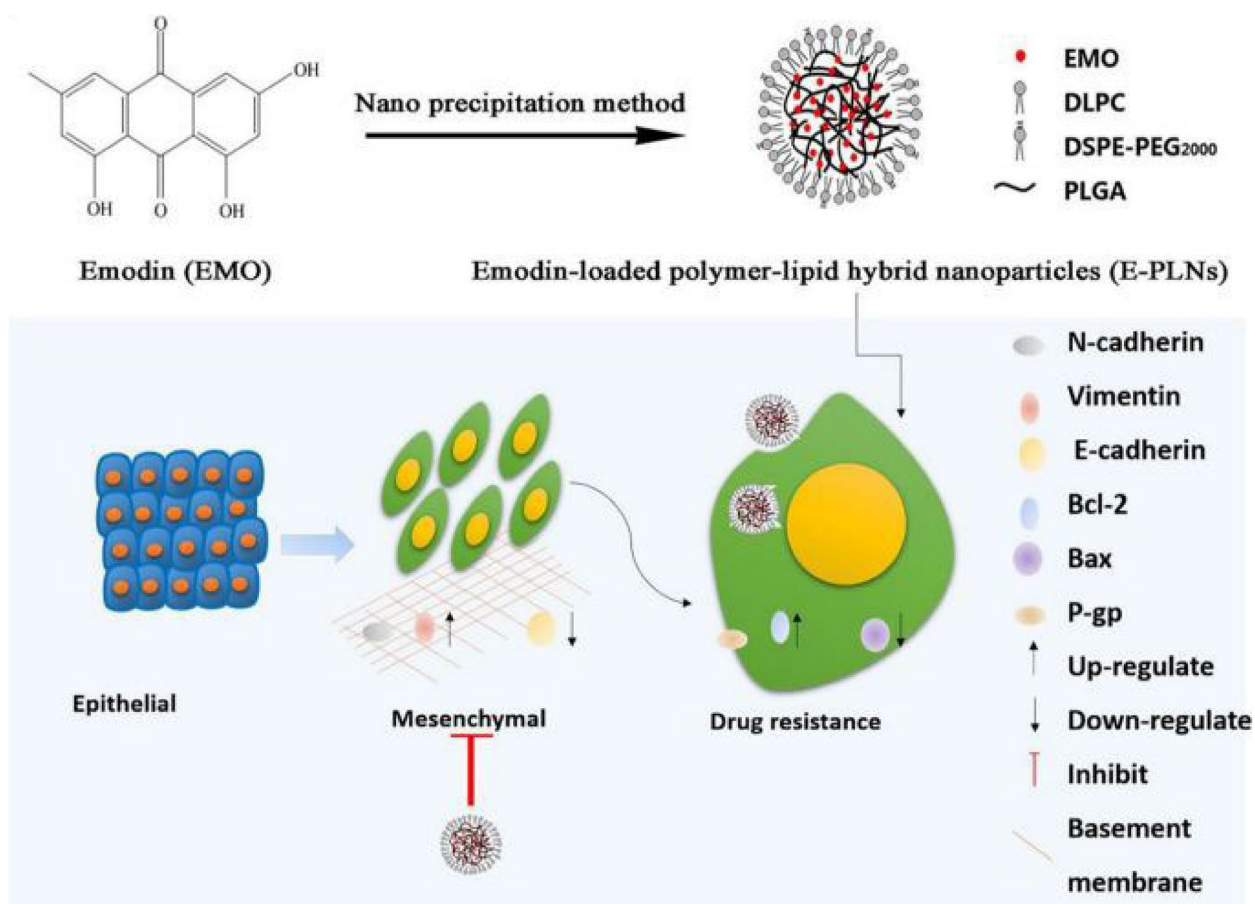 O
OH
OH
O
OH
Nano precipitation method
EMO
DLPC
DSPE-PEG2000
PLGA
Emodin (EMO)
Emodin-loaded polymer-lipid hybrid nanoparticles (E-PLNs)
N-cadherin
Vimentin
E-cadherin
Bcl-2
Bax
P-gp
Up-regulate
Down-regulate
Inhibit
Basement
membrane
Epithelial
Mesenchymal
Drug resistance